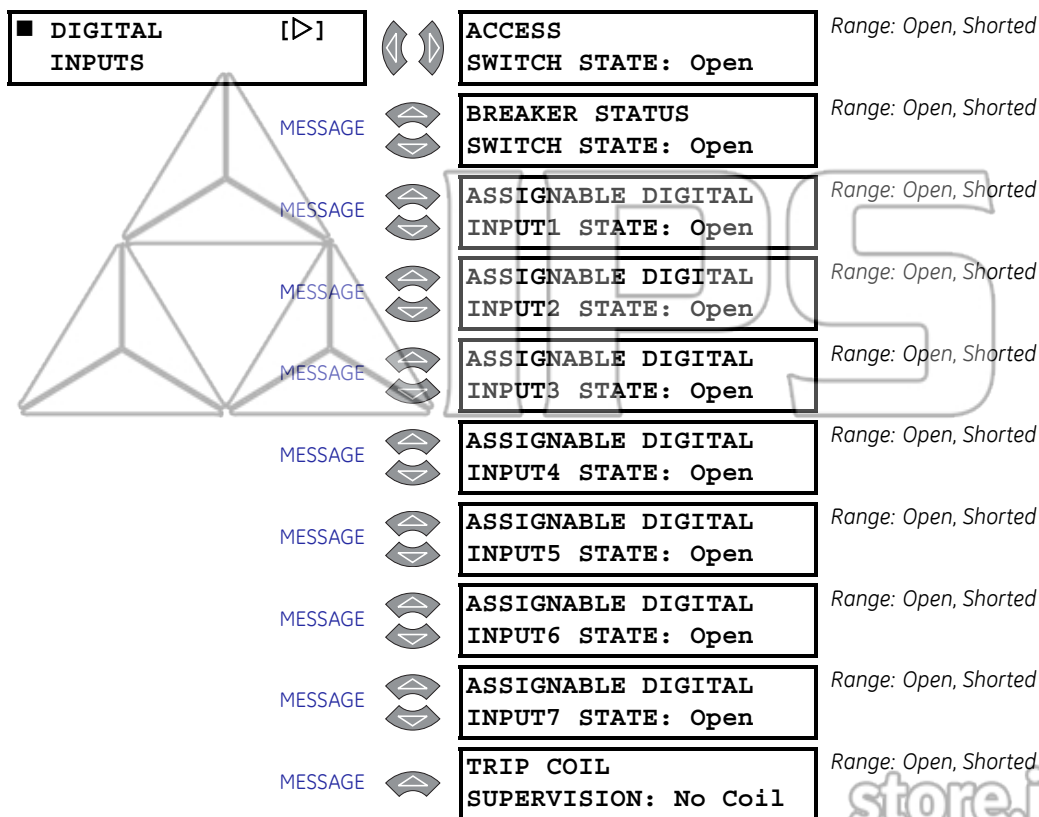 DIGITAL [▷]
INPUTS
ACCESS
SWITCH STATE: Open
Range: Open, Shorted
MESSAGE
BREAKER STATUS
SWITCH STATE: Open
Range: Open, Shorted
MESSAGE
ASSIGNABLE DIGITAL
INPUT1 STATE: Open
Range: Open, Shorted
MESSAGE
ASSIGNABLE DIGITAL
INPUT2 STATE: Open
Range: Open, Shorted
MESSAGE
ASSIGNABLE DIGITAL
INPUT3 STATE: Open
Range: Open, Shorted
MESSAGE
ASSIGNABLE DIGITAL
INPUT4 STATE: Open
Range: Open, Shorted
MESSAGE
ASSIGNABLE DIGITAL
INPUT5 STATE: Open
Range: Open, Shorted
MESSAGE
ASSIGNABLE DIGITAL
INPUT6 STATE: Open
Range: Open, Shorted
MESSAGE
ASSIGNABLE DIGITAL
INPUT7 STATE: Open
Range: Open, Shorted
MESSAGE
TRIP COIL
SUPERVISION: No Coil
Range: Open, Shorted
IPS
store.i